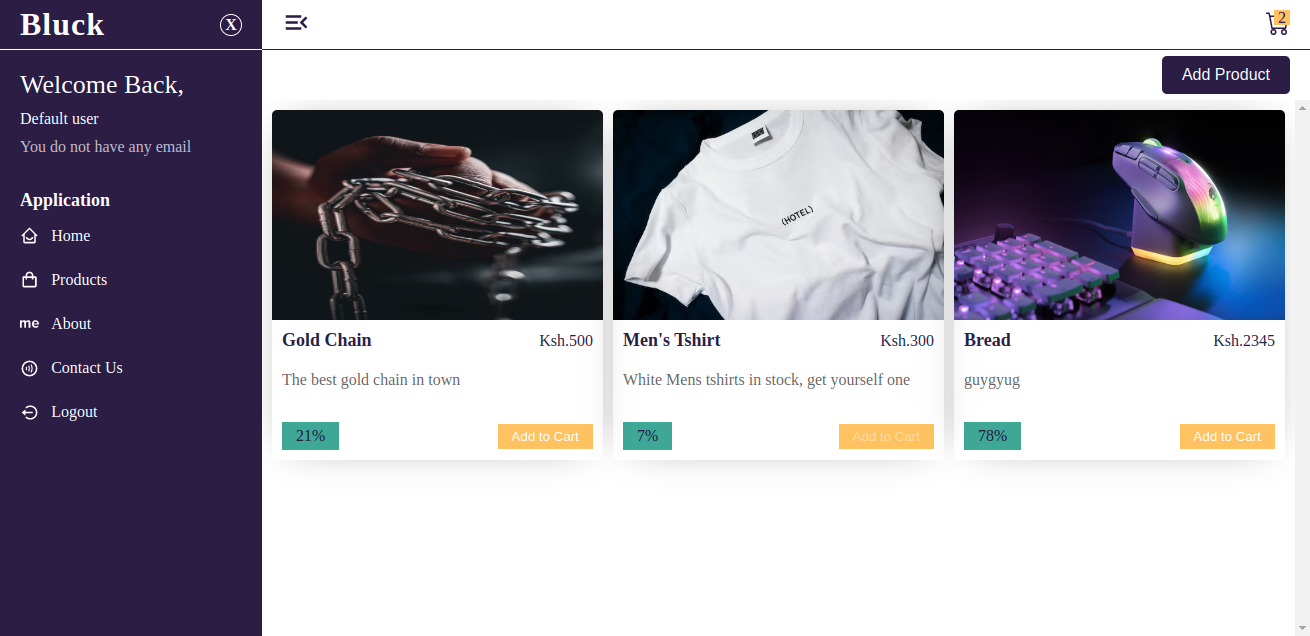 Bluck
X
2
Welcome Back,
Default user
You do not have any email
Application
Home
Products
me About
Contact Us
Logout
Add Product
(HOTEL)
Gold Chain Ksh.500
The best gold chain in town
21% Add to Cart
Men's Tshirt Ksh.300
White Mens tshirts in stock, get yourself one
7% Add to Cart
Bread Ksh.2345
guygyug
78% Add to Cart